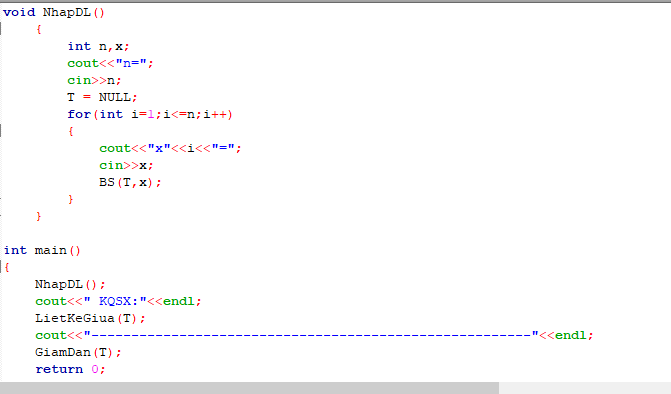 void NhapDL()
{
int n,x;
cout<<"n=";
cin>>n;
T = NULL;
for(int i=1;i<=n;i++)
{
cout<<"x"<<i<<"=";
cin>>x;
BS(T,x);
}
}
int main()
{
NhapDL();
cout<<" KQSX:"<<endl;
LietKeGiua(T);
cout<<"-------------------------------------------------------"<<endl;
GiamDan(T);
return 0;